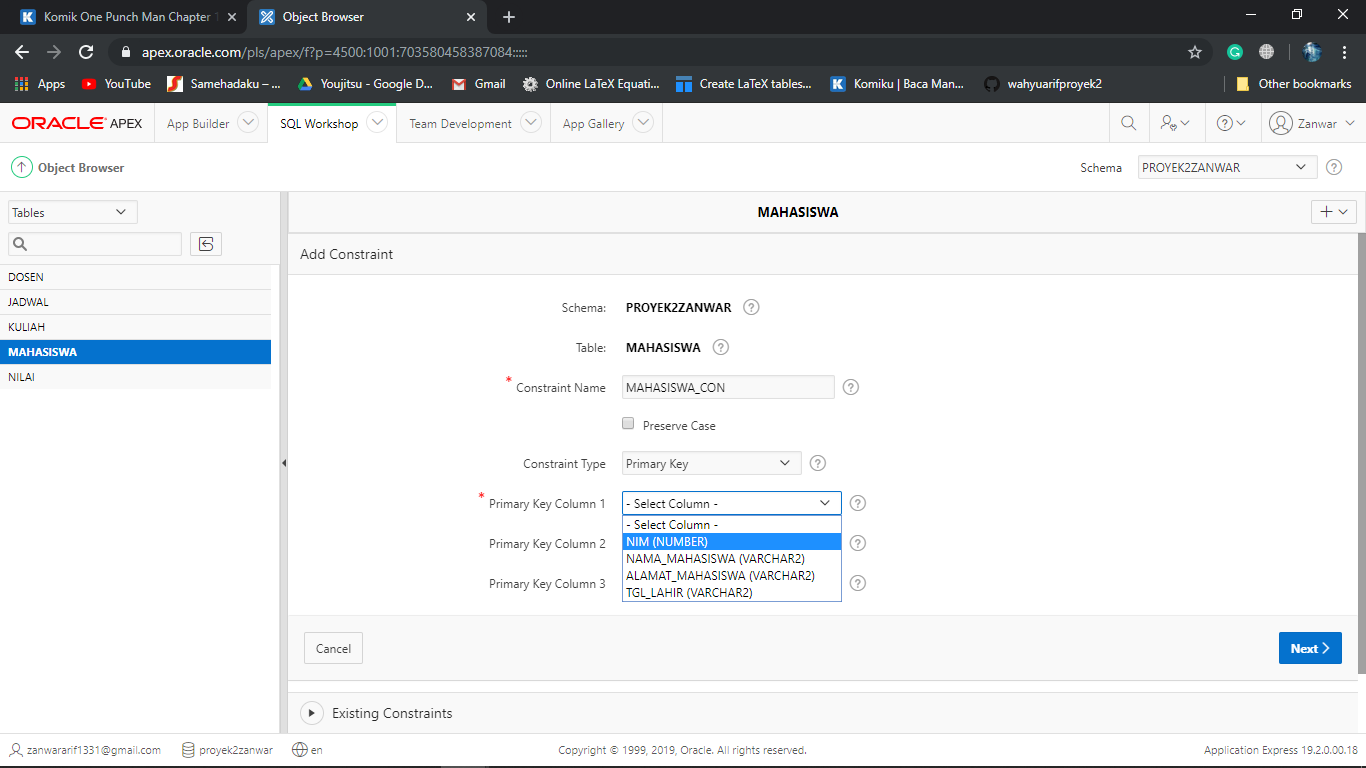 Komik One Punch Man Chapter 1
Object Browser
apex.oracle.com/pls/apex/f?p=4500:1001:703580458387084:::::
Apps YouTube Samehadaku – ... Youjitsu - Google D... Gmail Online LaTeX Equati... Create LaTeX tables... Komiku | Baca Man... wahyuarifproyek2 Other bookmarks
ORACLE APEX App Builder SQL Workshop Team Development App Gallery Zanwar
Object Browser Schema PROYEK2ZANWAR ?
Tables
MAHASISWA
Add Constraint
DOSEN
JADWAL
KULIAH
MAHASISWA
NILAI
Schema: PROYEK2ZANWAR ?
Table: MAHASISWA ?
* Constraint Name MAHASISWA_CON ?
Preserve Case
Constraint Type Primary Key ?
* Primary Key Column 1 - Select Column - ?
- Select Column -
NIM (NUMBER)
Primary Key Column 2 ?
NAMA_MAHASISWA (VARCHAR2)
ALAMAT_MAHASISWA (VARCHAR2)
Primary Key Column 3 ?
TGL_LAHIR (VARCHAR2)
Cancel Next
Existing Constraints
zanwararif1331@gmail.com proyek2zanwar en Copyright © 1999, 2019, Oracle. All rights reserved. Application Express 19.2.0.00.18